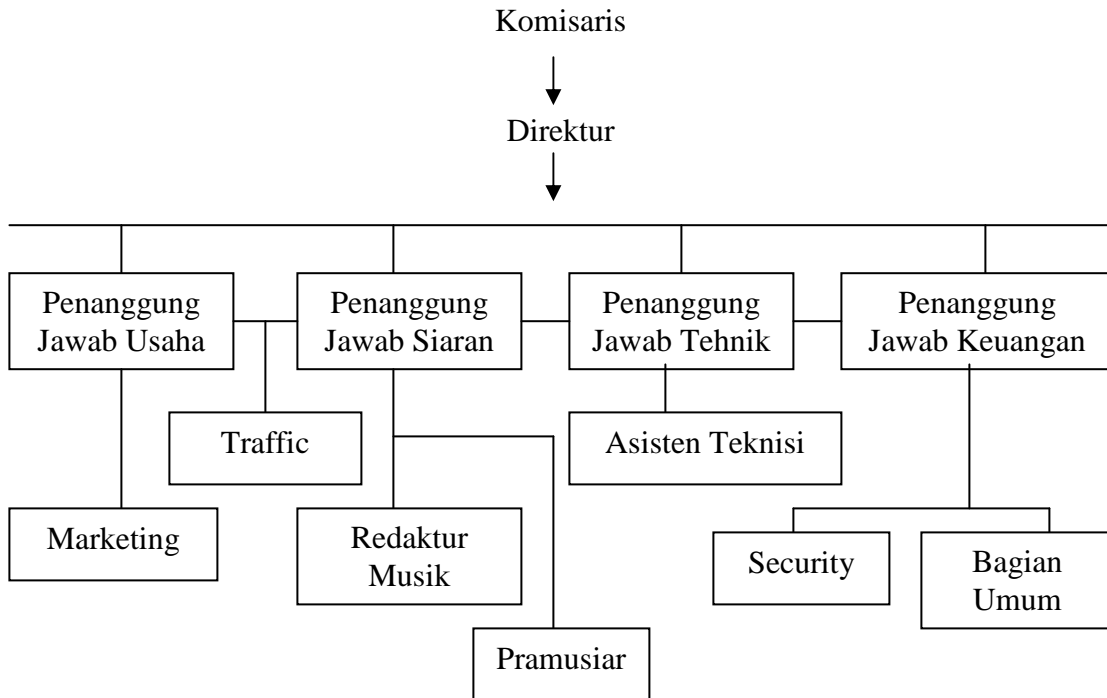 Komisaris
Direktur
Penanggung
Jawab Usaha
Penanggung
Jawab Siaran
Penanggung
Jawab Tehnik
Penanggung
Jawab Keuangan
Traffic
Asisten Teknisi
Marketing
Redaktur
Musik
Security
Bagian
Umum
Pramusiar